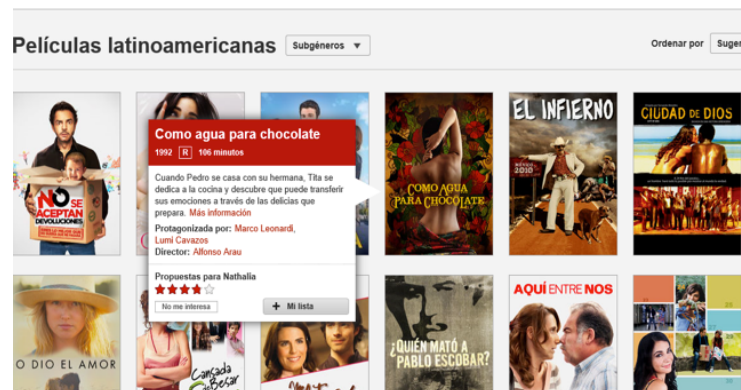 Películas latinoamericanas
Subgéneros
Ordenar por
NO SE
ACEPTAN
DEVOLUCIONES
Como agua para chocolate
1992 R 106 minutos
Cuando Pedro se casa con su hermana, Tita se
dedica a la cocina y descubre que puede transferir
sus emociones a través de las delicias que
prepara. Más información
Protagonizada por: Marco Leonardi,
Lumi Cavazos
Director: Alfonso Arau
Propuestas para Nathalia
No me interesa
+ Mi lista
COMO AGUA
PARA CHOCOLATE
EL INFIERNO
MÉXICO
2010
CIUDAD DE DIOS
O DIO EL AMOR
Cansada
de Besar
¿QUIÉN MATÓ A
PABLO ESCOBAR?
AQUÍ ENTRE NOS